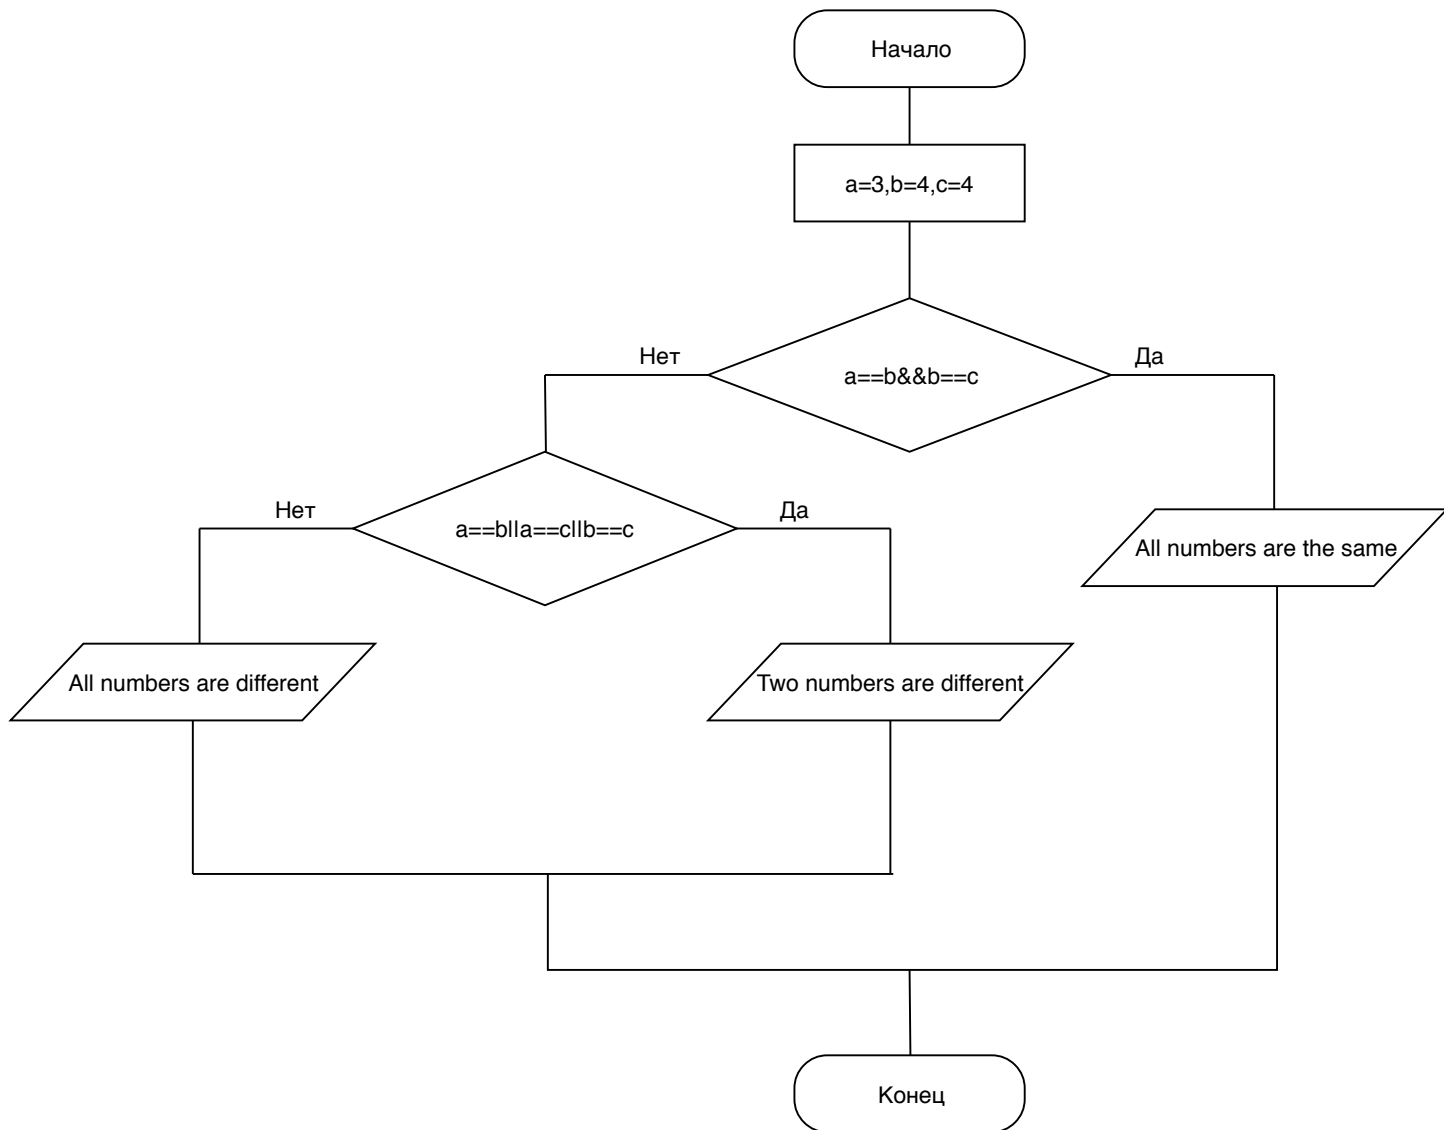 Начало
a=3,b=4,c=4
Нет
Да
a==b&&b==c
Нет
Да
a==b||a==c||b==c
All numbers are the same
All numbers are different
Two numbers are different
Конец